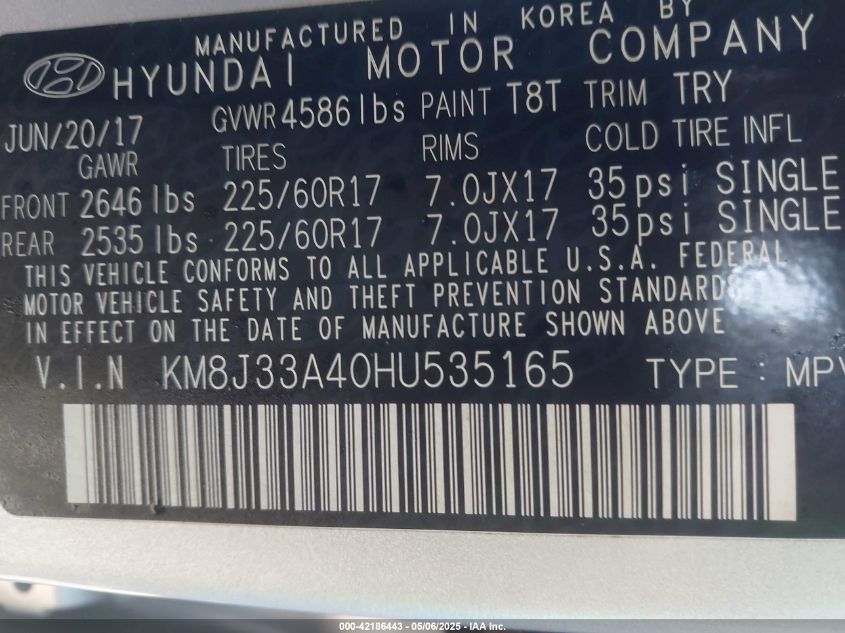 MANUFACTURED IN KOREA BY
HYUNDAI MOTOR COMPANY
JUN/20/17 GVWR 4586 lbs PAINT T8T TRIM TRY
GAWR TIRES RIMS COLD TIRE INFL
FRONT 2646 lbs 225/60R17 7.0JX17 35psi SINGLE
REAR 2535 lbs 225/60R17 7.0JX17 35psi SINGLE
THIS VEHICLE CONFORMS TO ALL APPLICABLE U.S.A. FEDERAL
MOTOR VEHICLE SAFETY AND THEFT PREVENTION STANDARDS
IN EFFECT ON THE DATE OF MANUFACTURE SHOWN ABOVE
V.I.N KM8J33A40HU535165 TYPE : MPV
000-42186443 - 05/06/2025 - IAA Inc.